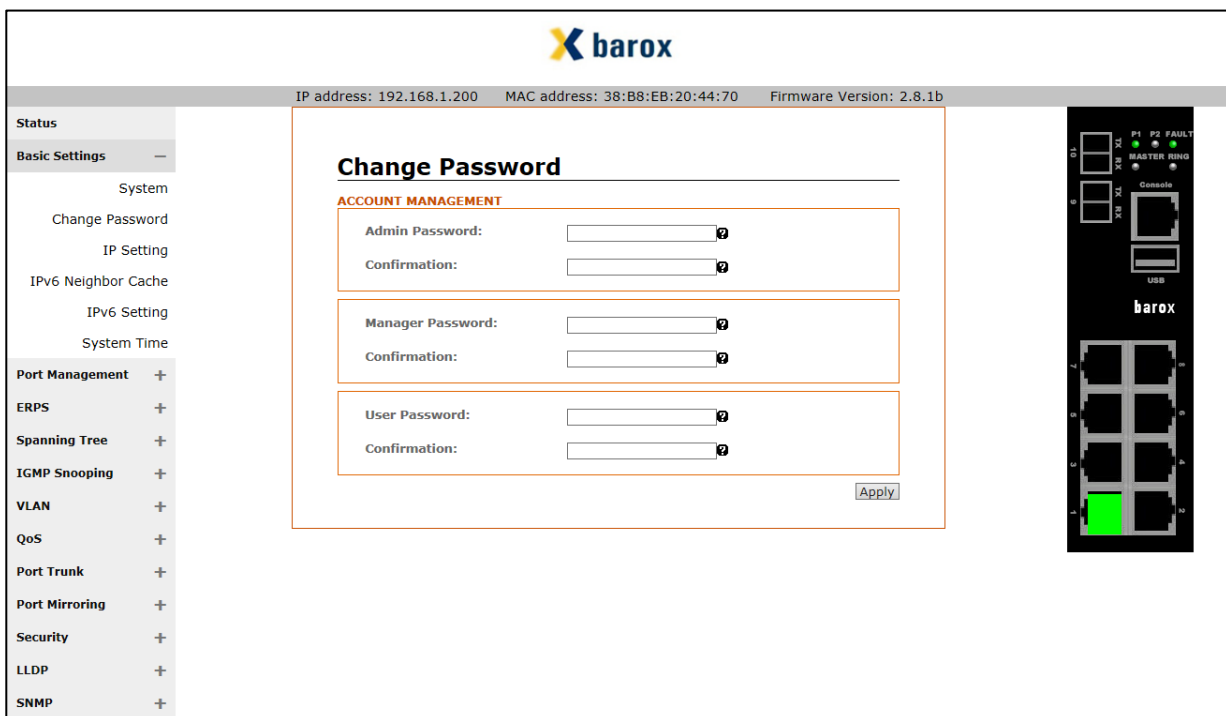 barox
IP address: 192.168.1.200 MAC address: 38:B8:EB:20:44:70 Firmware Version: 2.8.1b
Status
Basic Settings −
System
Change Password
IP Setting
IPv6 Neighbor Cache
IPv6 Setting
System Time
Port Management +
ERPS +
Spanning Tree +
IGMP Snooping +
VLAN +
QoS +
Port Trunk +
Port Mirroring +
Security +
LLDP +
SNMP +
Change Password
ACCOUNT MANAGEMENT
Admin Password: ?
Confirmation: ?
Manager Password: ?
Confirmation: ?
User Password: ?
Confirmation: ?
Apply
P1 P2 FAULT
MASTER RING
10 TX RX
9 TX RX
Console
USB
barox
7 8
5 6
3 4
1 2